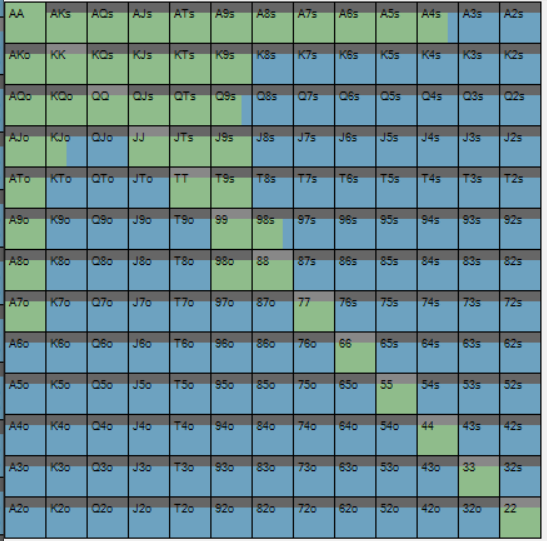 AA AKs AQs AJs ATs A9s A8s A7s A6s A5s A4s A3s A2s
AKo KK KQs KJs KTs K9s K8s K7s K6s K5s K4s K3s K2s
AQo KQo QQ QJs QTs Q9s Q8s Q7s Q6s Q5s Q4s Q3s Q2s
AJo KJo QJo JJ JTs J9s J8s J7s J6s J5s J4s J3s J2s
ATo KTo QTo JTo TT T9s T8s T7s T6s T5s T4s T3s T2s
A9o K9o Q9o J9o T9o 99 98s 97s 96s 95s 94s 93s 92s
A8o K8o Q8o J8o T8o 98o 88 87s 86s 85s 84s 83s 82s
A7o K7o Q7o J7o T7o 97o 87o 77 76s 75s 74s 73s 72s
A6o K6o Q6o J6o T6o 96o 86o 76o 66 65s 64s 63s 62s
A5o K5o Q5o J5o T5o 95o 85o 75o 65o 55 54s 53s 52s
A4o K4o Q4o J4o T4o 94o 84o 74o 64o 54o 44 43s 42s
A3o K3o Q3o J3o T3o 93o 83o 73o 63o 53o 43o 33 32s
A2o K2o Q2o J2o T2o 92o 82o 72o 62o 52o 42o 32o 22